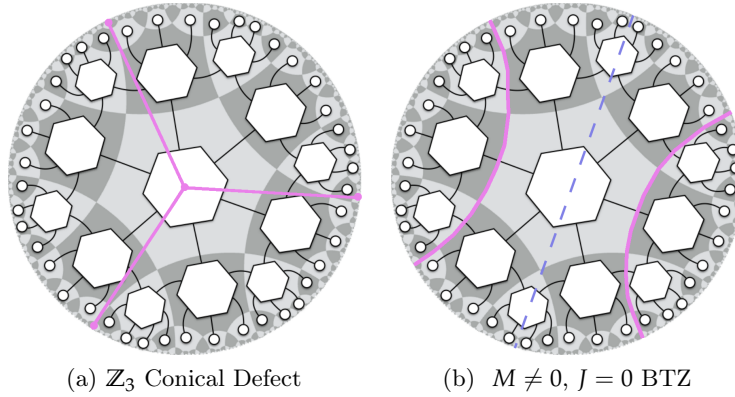 (a) ℤ₃ Conical Defect
(b) M ≠ 0, J = 0 BTZ